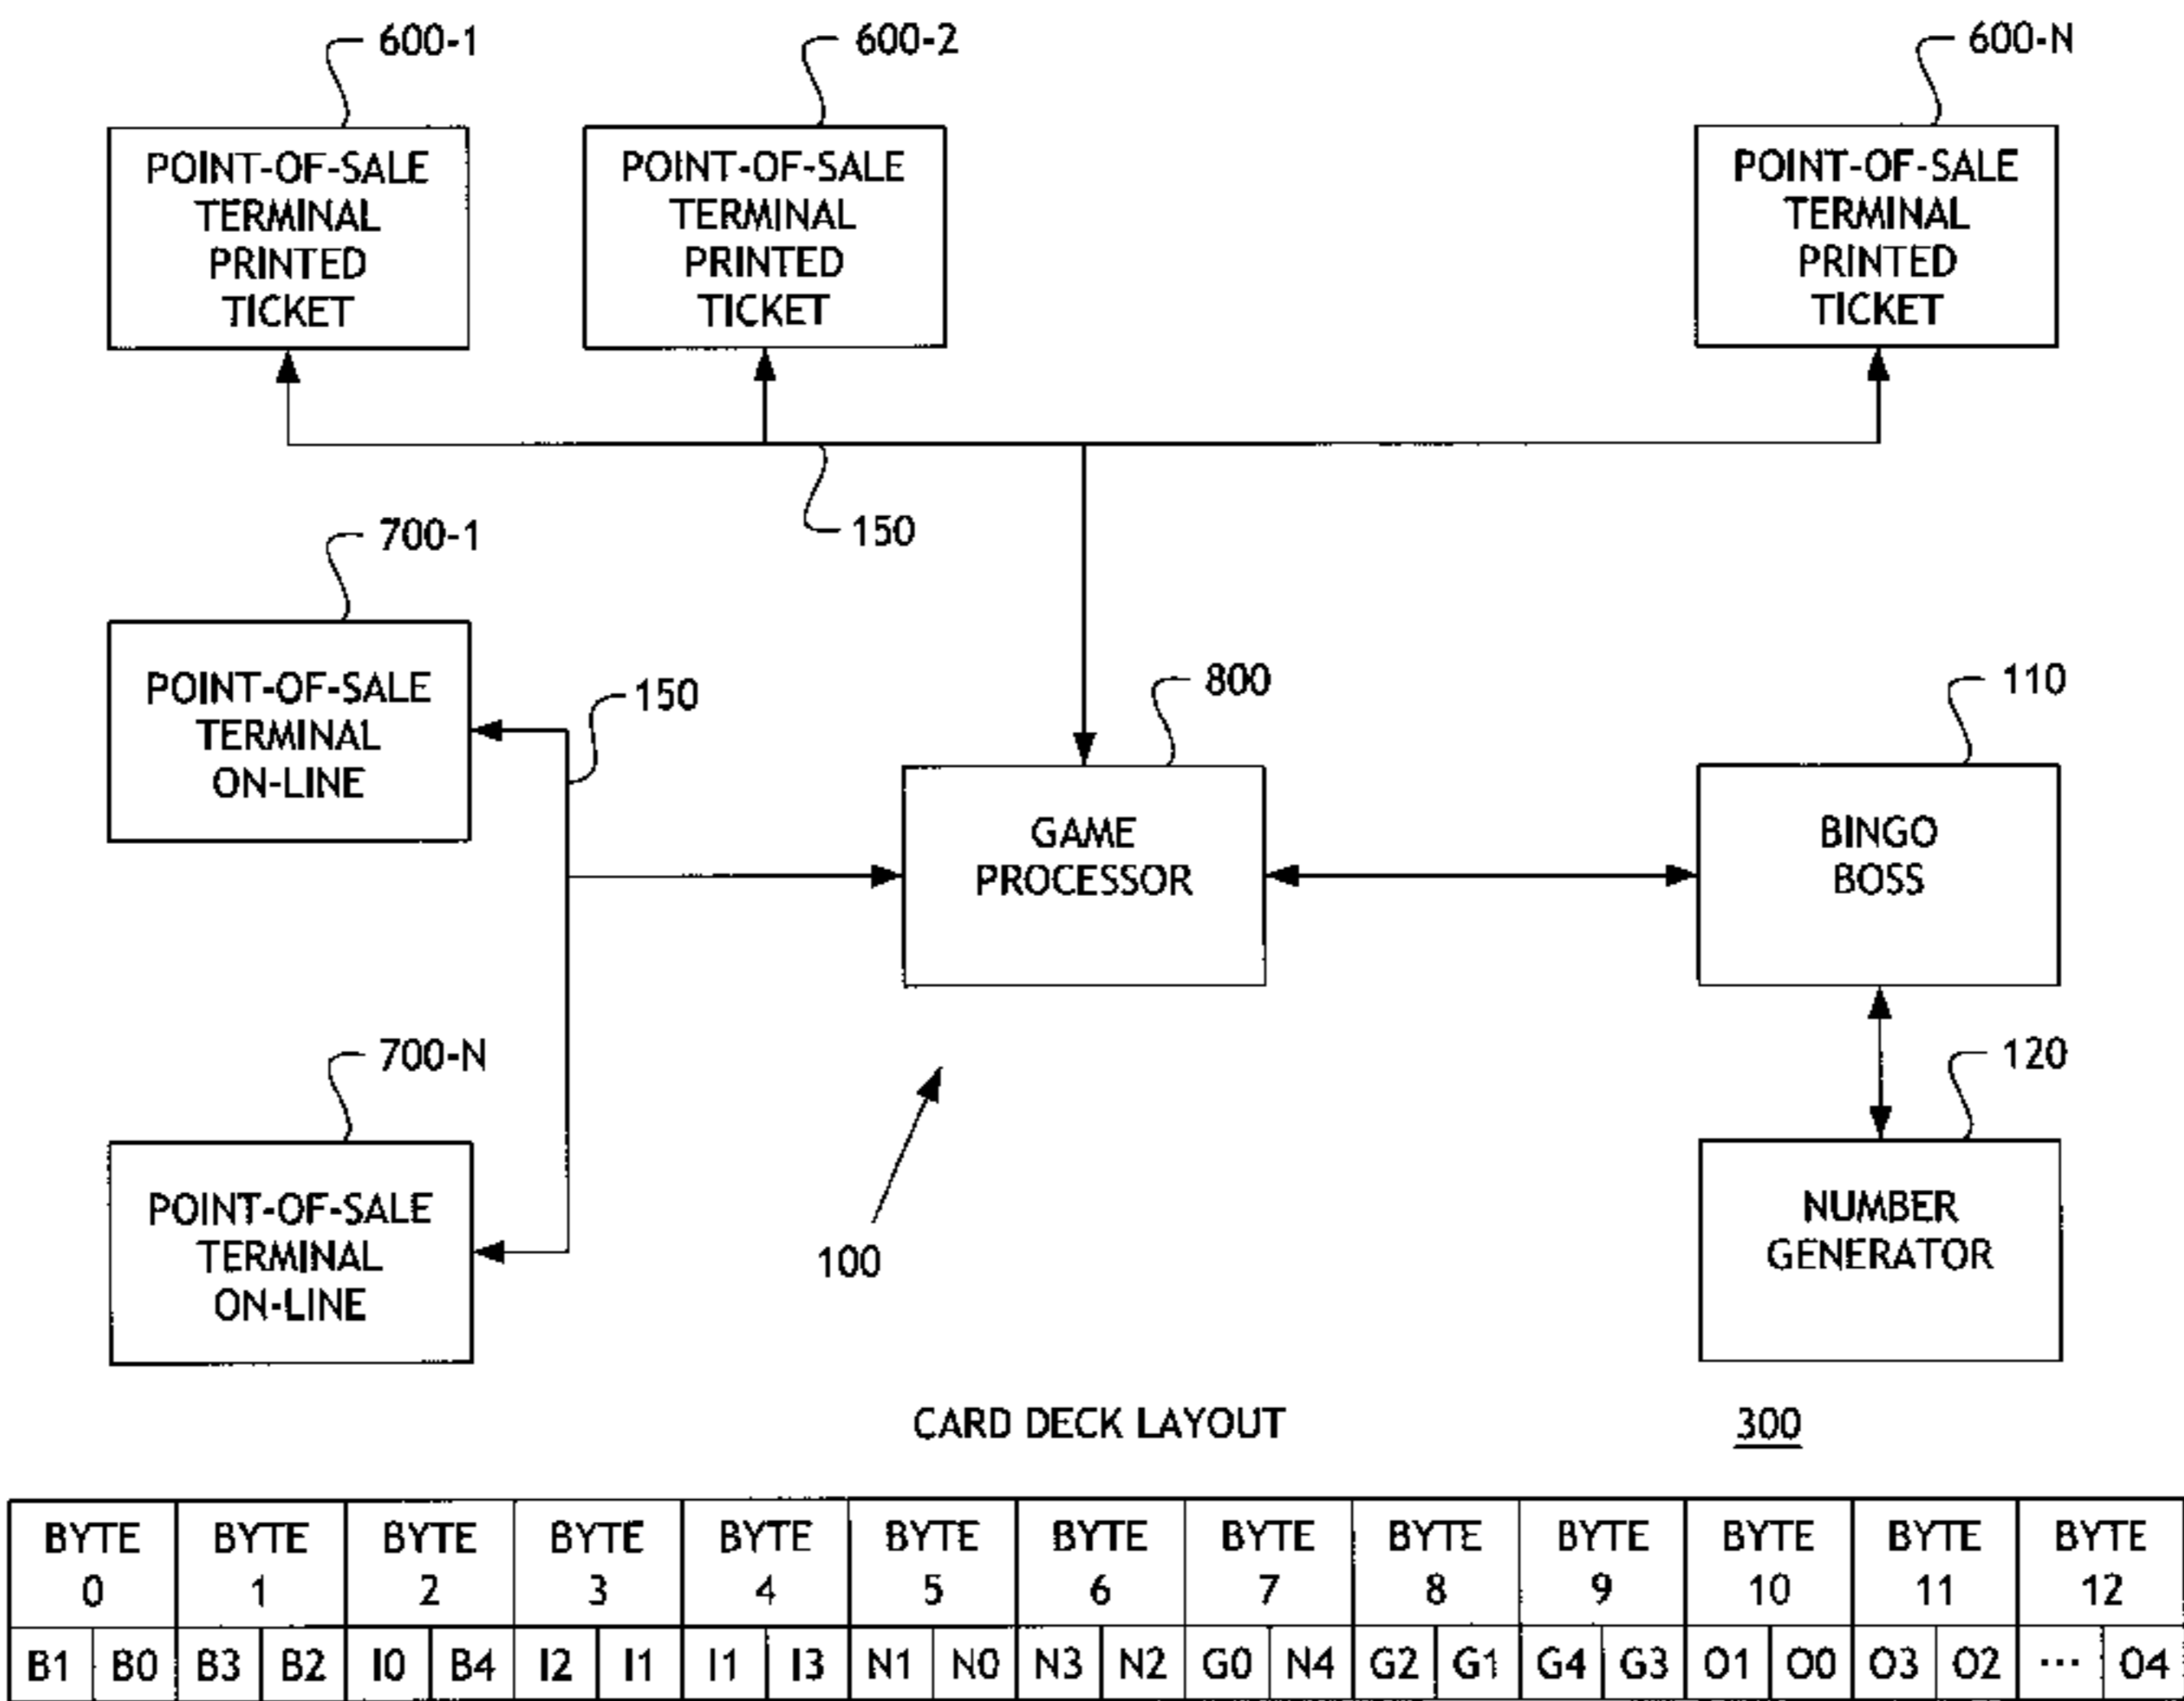 600-1
600-2
600-N
POINT-OF-SALE
TERMINAL
PRINTED
TICKET
POINT-OF-SALE
TERMINAL
PRINTED
TICKET
POINT-OF-SALE
TERMINAL
PRINTED
TICKET
150
700-1
POINT-OF-SALE
TERMINAL
ON-LINE
150
800
110
GAME
PROCESSOR
BINGO
BOSS
700-N
120
POINT-OF-SALE
TERMINAL
ON-LINE
100
NUMBER
GENERATOR
CARD DECK LAYOUT 300
BYTE BYTE BYTE BYTE BYTE BYTE BYTE BYTE BYTE BYTE BYTE BYTE BYTE
0 1 2 3 4 5 6 7 8 9 10 11 12
B1 B0 B3 B2 I0 B4 I2 I1 I1 I3 N1 N0 N3 N2 G0 N4 G2 G1 G4 G3 O1 O0 O3 O2 ... O4